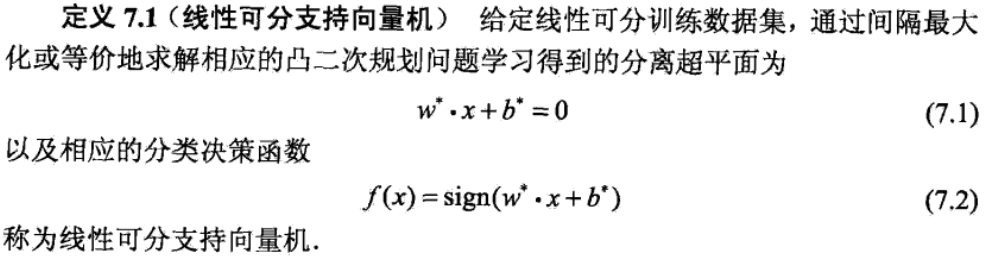 定义 7.1（线性可分支持向量机） 给定线性可分训练数据集，通过间隔最大
化或等价地求解相应的凸二次规划问题学习得到的分离超平面为
w* · x + b* = 0 (7.1)
以及相应的分类决策函数
f(x) = sign(w* · x + b*) (7.2)
称为线性可分支持向量机.